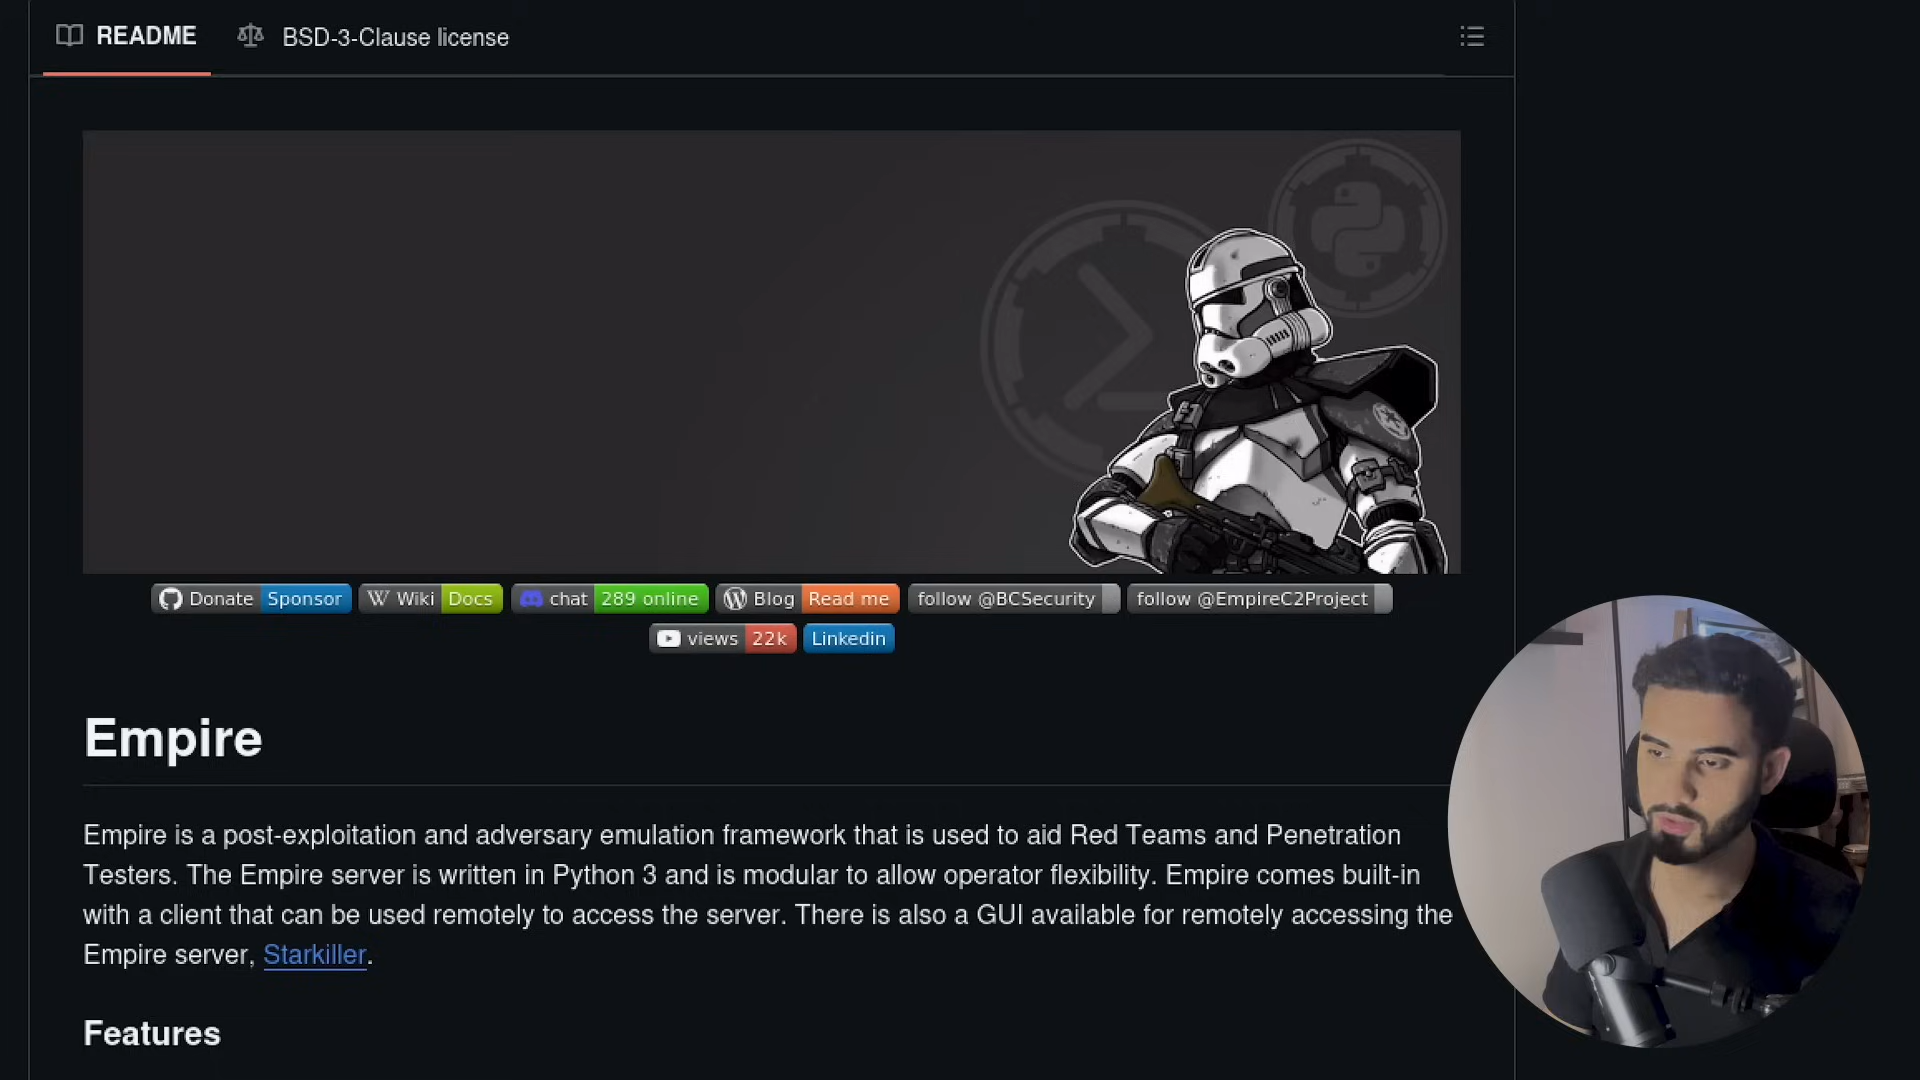 README BSD-3-Clause license
Donate Sponsor Wiki Docs chat 289 online Blog Read me follow @BCSecurity follow @EmpireC2Project
views 22k Linkedin
Empire
Empire is a post-exploitation and adversary emulation framework that is used to aid Red Teams and Penetration
Testers. The Empire server is written in Python 3 and is modular to allow operator flexibility. Empire comes built-in
with a client that can be used remotely to access the server. There is also a GUI available for remotely accessing the
Empire server, Starkiller.
Features